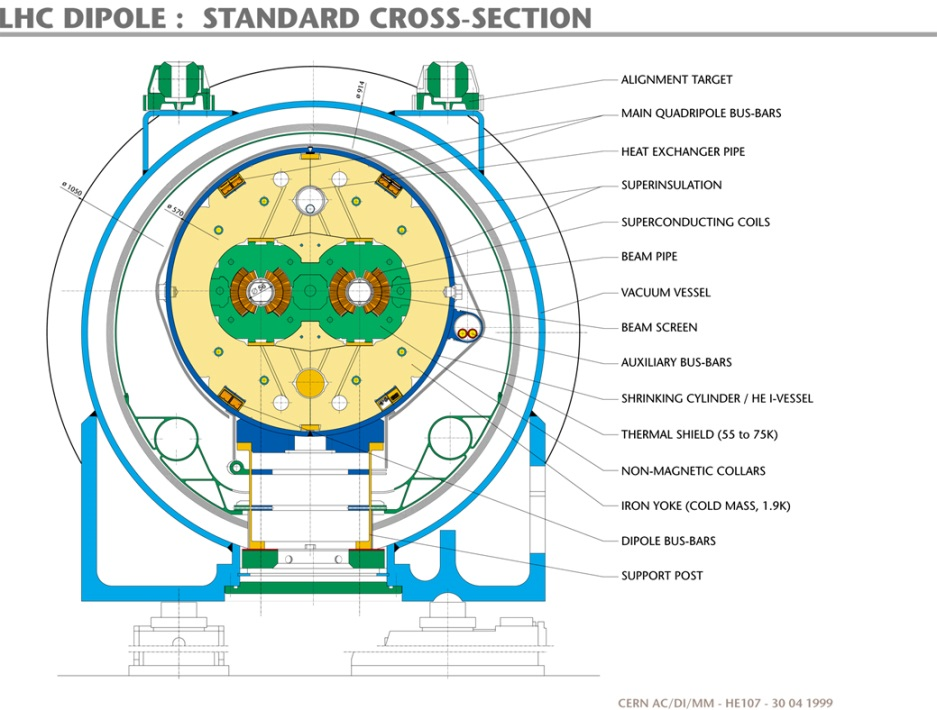 LHC DIPOLE : STANDARD CROSS-SECTION
ALIGNMENT TARGET
MAIN QUADRIPOLE BUS-BARS
HEAT EXCHANGER PIPE
SUPERINSULATION
SUPERCONDUCTING COILS
BEAM PIPE
VACUUM VESSEL
BEAM SCREEN
AUXILIARY BUS-BARS
SHRINKING CYLINDER / HE I-VESSEL
THERMAL SHIELD (55 to 75K)
NON-MAGNETIC COLLARS
IRON YOKE (COLD MASS, 1.9K)
DIPOLE BUS-BARS
SUPPORT POST
ø 914
ø 1050
ø 570
ø 56
CERN AC/DI/MM - HE107 - 30 04 1999